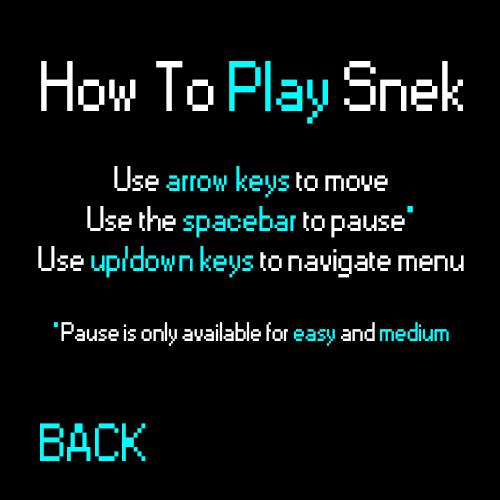 How To Play Snek
Use arrow keys to move
Use the spacebar to pause*
Use up/down keys to navigate menu
*Pause is only available for easy and medium
BACK